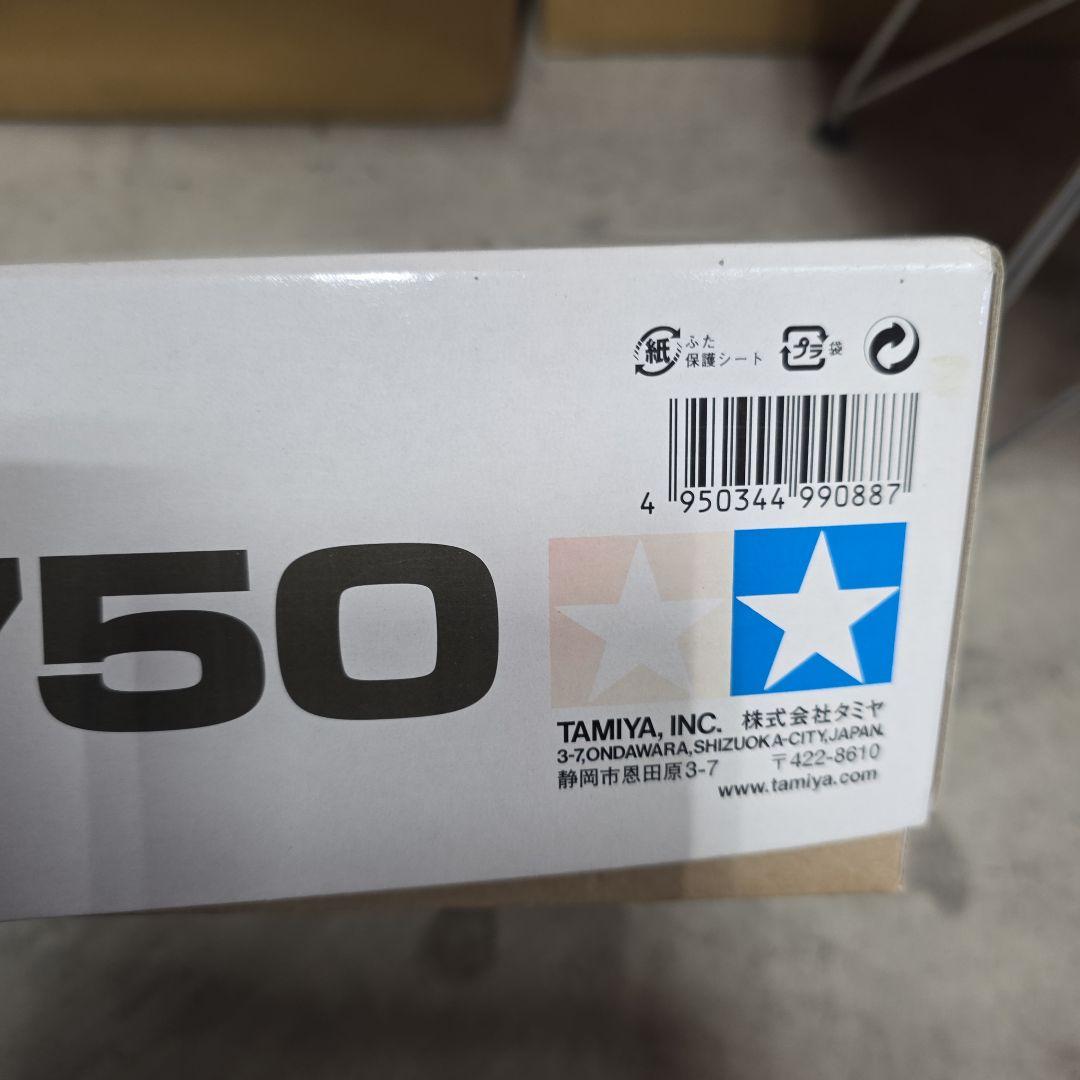 紙 ふた
保護シート
プラ 袋
4 950344 990887
750
TAMIYA, INC. 株式会社タミヤ
3-7,ONDAWARA,SHIZUOKA-CITY,JAPAN.
静岡市恩田原3-7 〒422-8610
www.tamiya.com